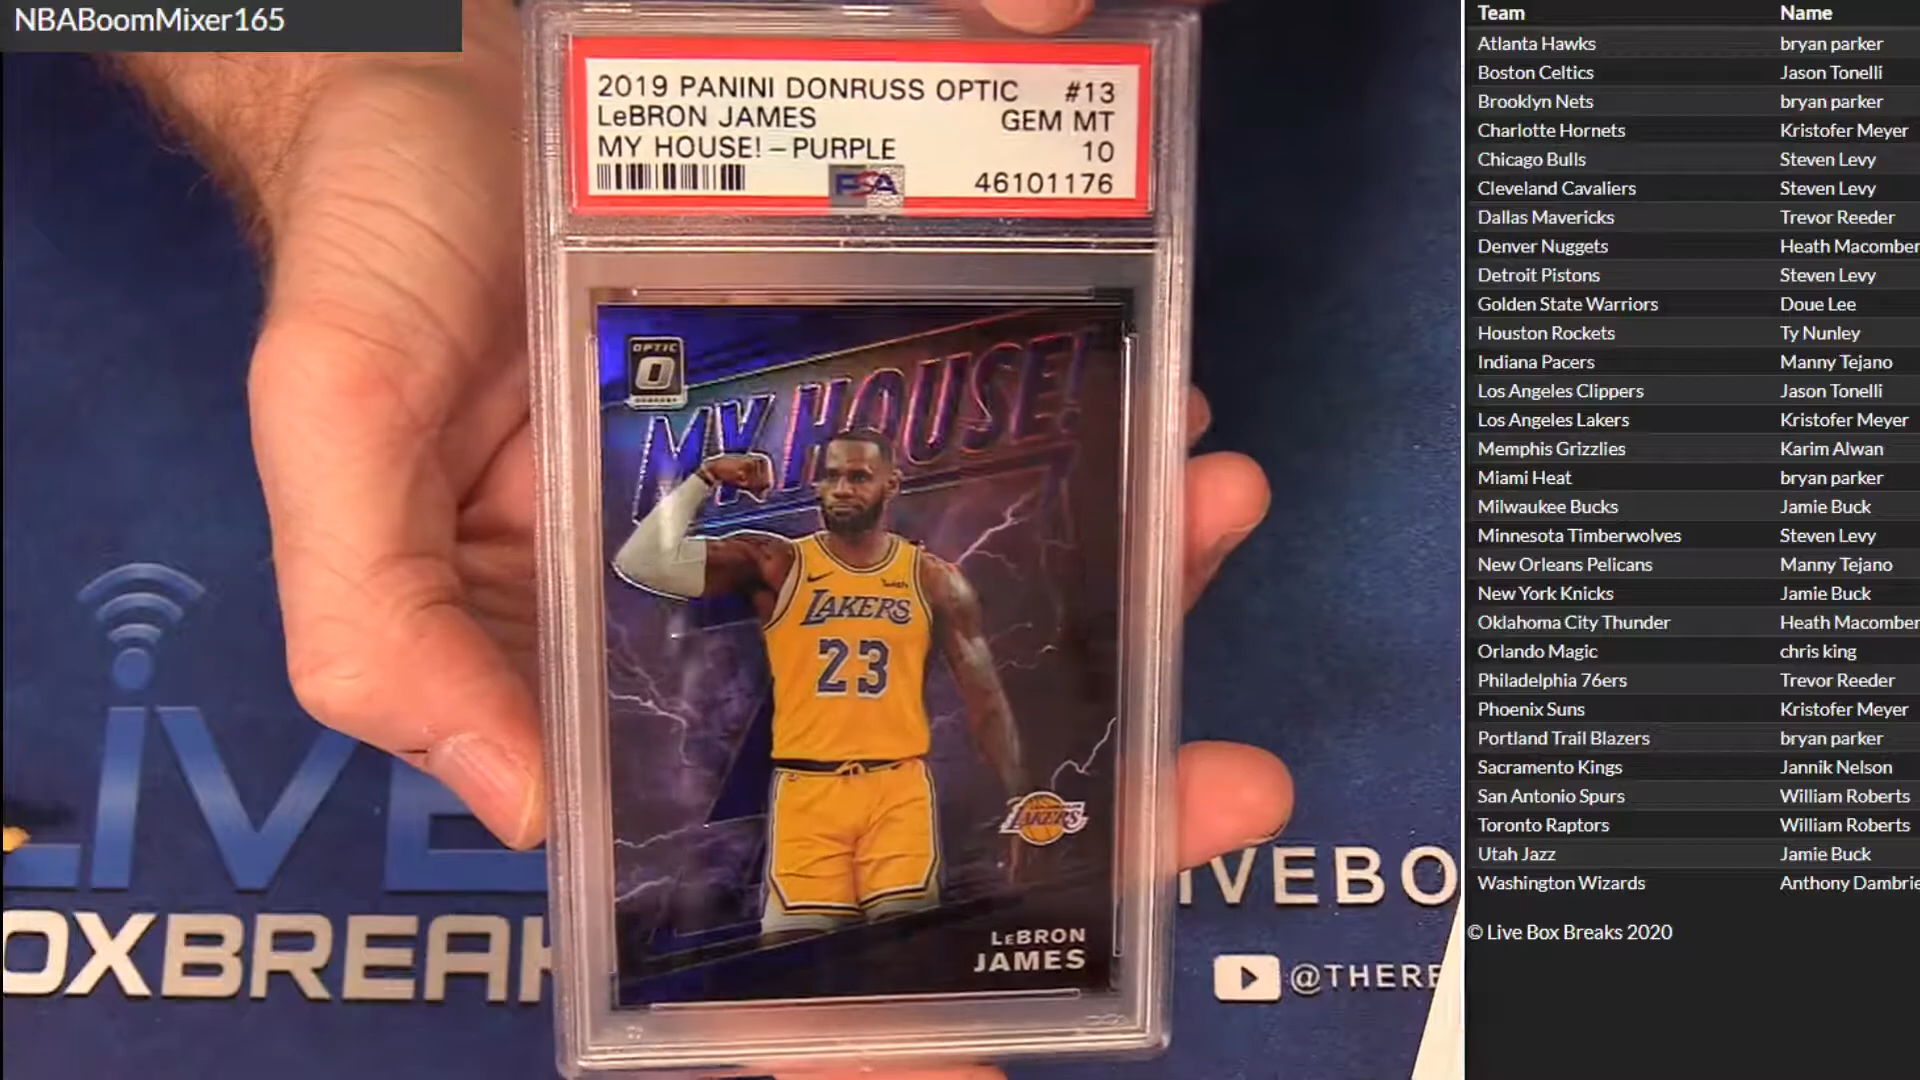 NBABoomMixer165
2019 PANINI DONRUSS OPTIC #13
LeBRON JAMES GEM MT
MY HOUSE! - PURPLE 10
PSA 46101176
OPTIC
MY HOUSE!
LAKERS
23
LAKERS
LeBRON
JAMES
LIVE
OXBREAK
IVEBO
@THERE
Team Name
Atlanta Hawks bryan parker
Boston Celtics Jason Tonelli
Brooklyn Nets bryan parker
Charlotte Hornets Kristofer Meyer
Chicago Bulls Steven Levy
Cleveland Cavaliers Steven Levy
Dallas Mavericks Trevor Reeder
Denver Nuggets Heath Macomber
Detroit Pistons Steven Levy
Golden State Warriors Doue Lee
Houston Rockets Ty Nunley
Indiana Pacers Manny Tejano
Los Angeles Clippers Jason Tonelli
Los Angeles Lakers Kristofer Meyer
Memphis Grizzlies Karim Alwan
Miami Heat bryan parker
Milwaukee Bucks Jamie Buck
Minnesota Timberwolves Steven Levy
New Orleans Pelicans Manny Tejano
New York Knicks Jamie Buck
Oklahoma City Thunder Heath Macomber
Orlando Magic chris king
Philadelphia 76ers Trevor Reeder
Phoenix Suns Kristofer Meyer
Portland Trail Blazers bryan parker
Sacramento Kings Jannik Nelson
San Antonio Spurs William Roberts
Toronto Raptors William Roberts
Utah Jazz Jamie Buck
Washington Wizards Anthony Dambrie
© Live Box Breaks 2020